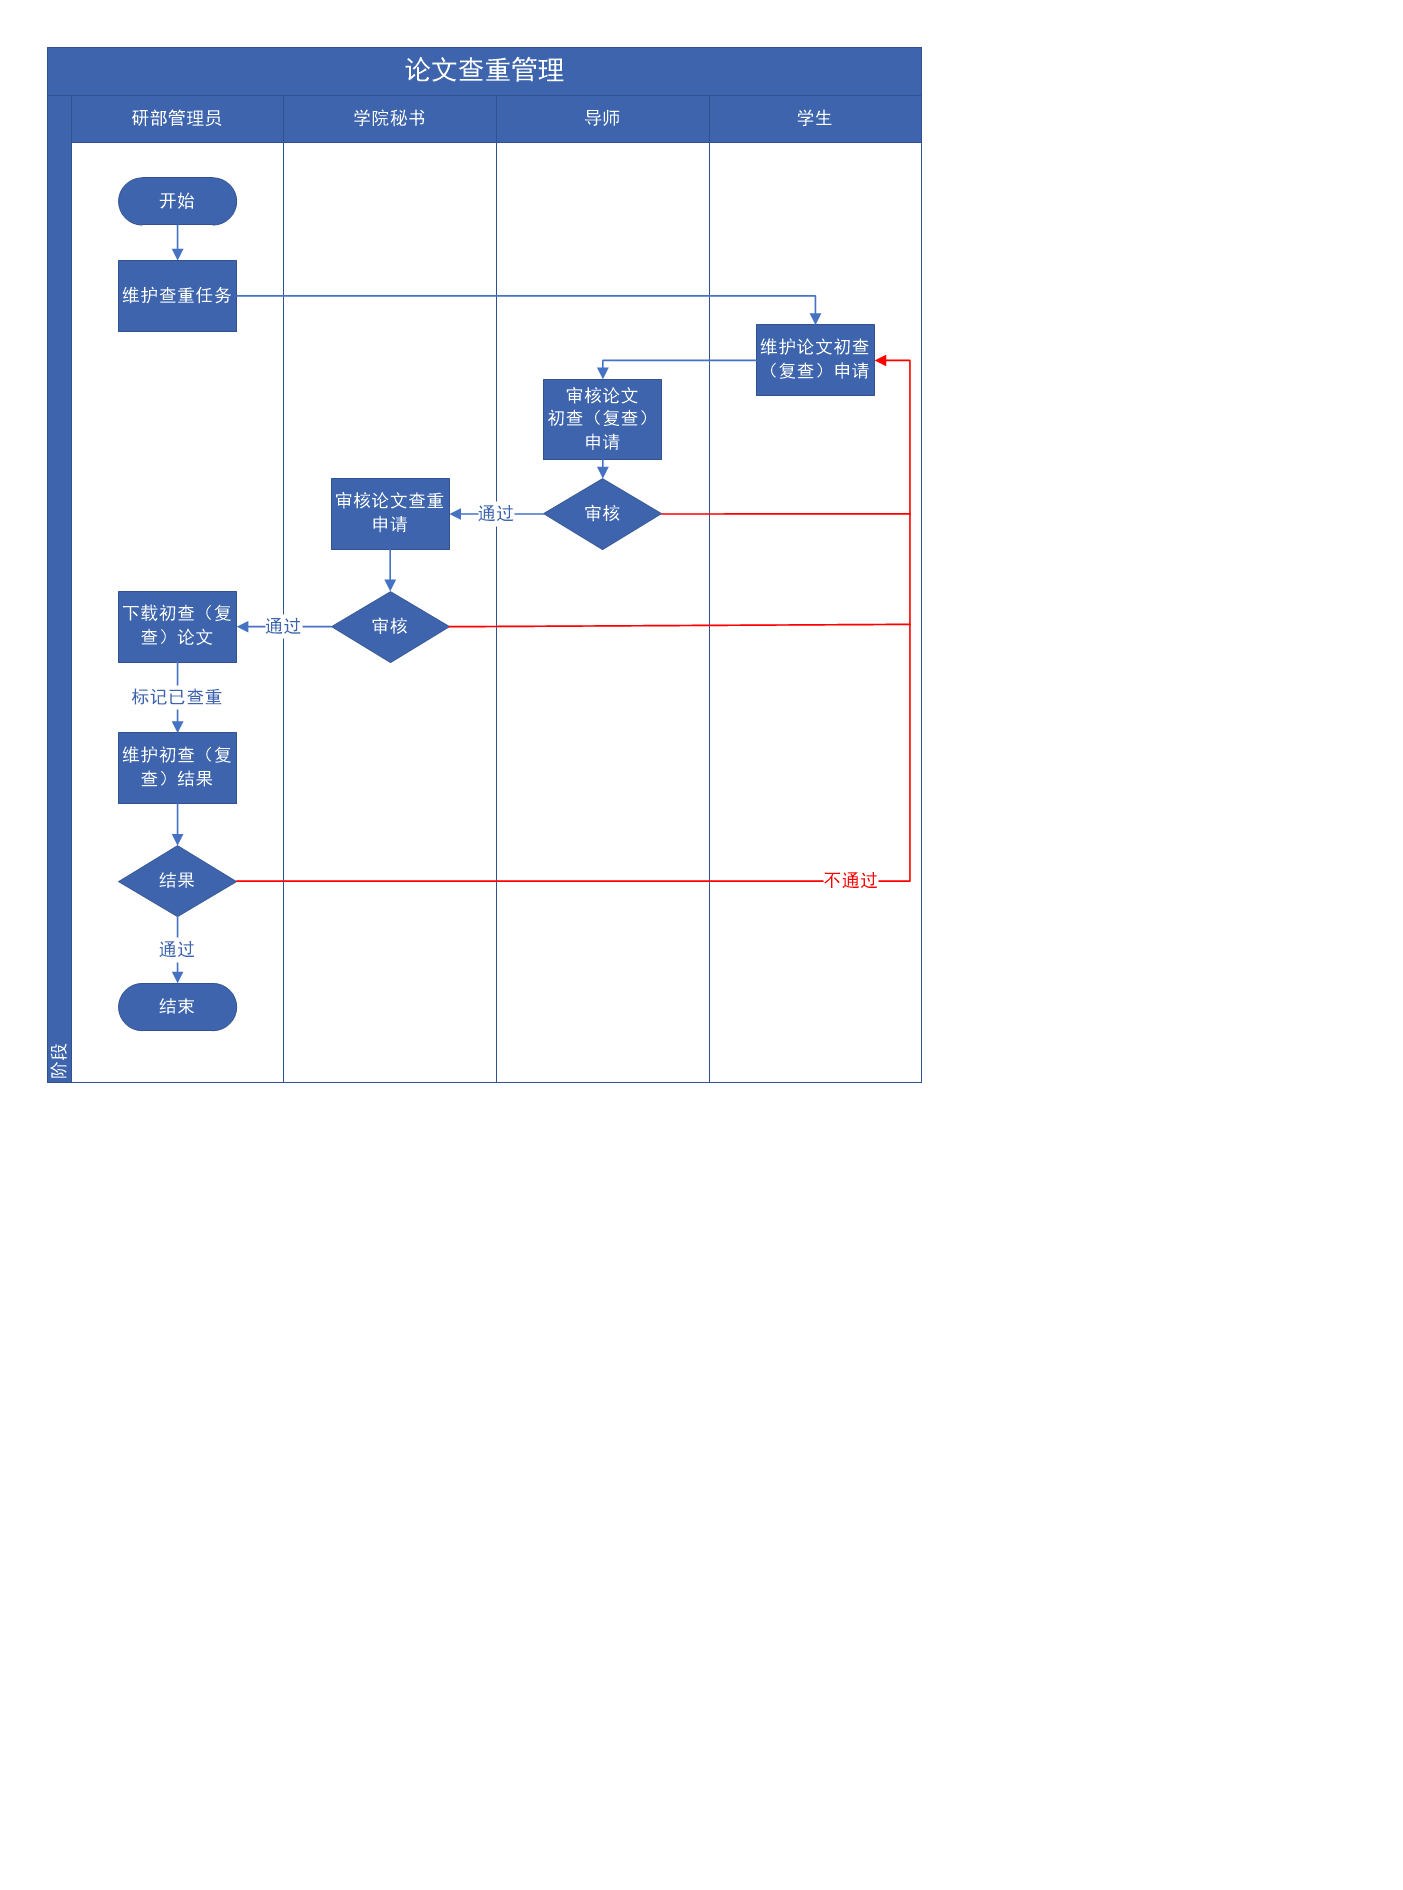 论文查重管理
研部管理员
学院秘书
导师
学生
开始
维护查重任务
维护论文初查
（复查）申请
审核论文
初查（复查）
申请
审核论文查重
申请
通过
审核
下载初查（复
查）论文
通过
审核
标记已查重
维护初查（复
查）结果
结果
不通过
通过
结束
阶段